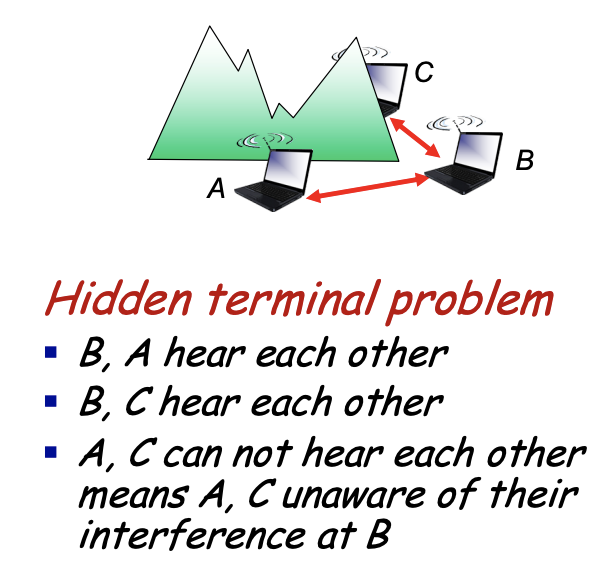 C
B
A
Hidden terminal problem
B, A hear each other
B, C hear each other
A, C can not hear each other
means A, C unaware of their
interference at B